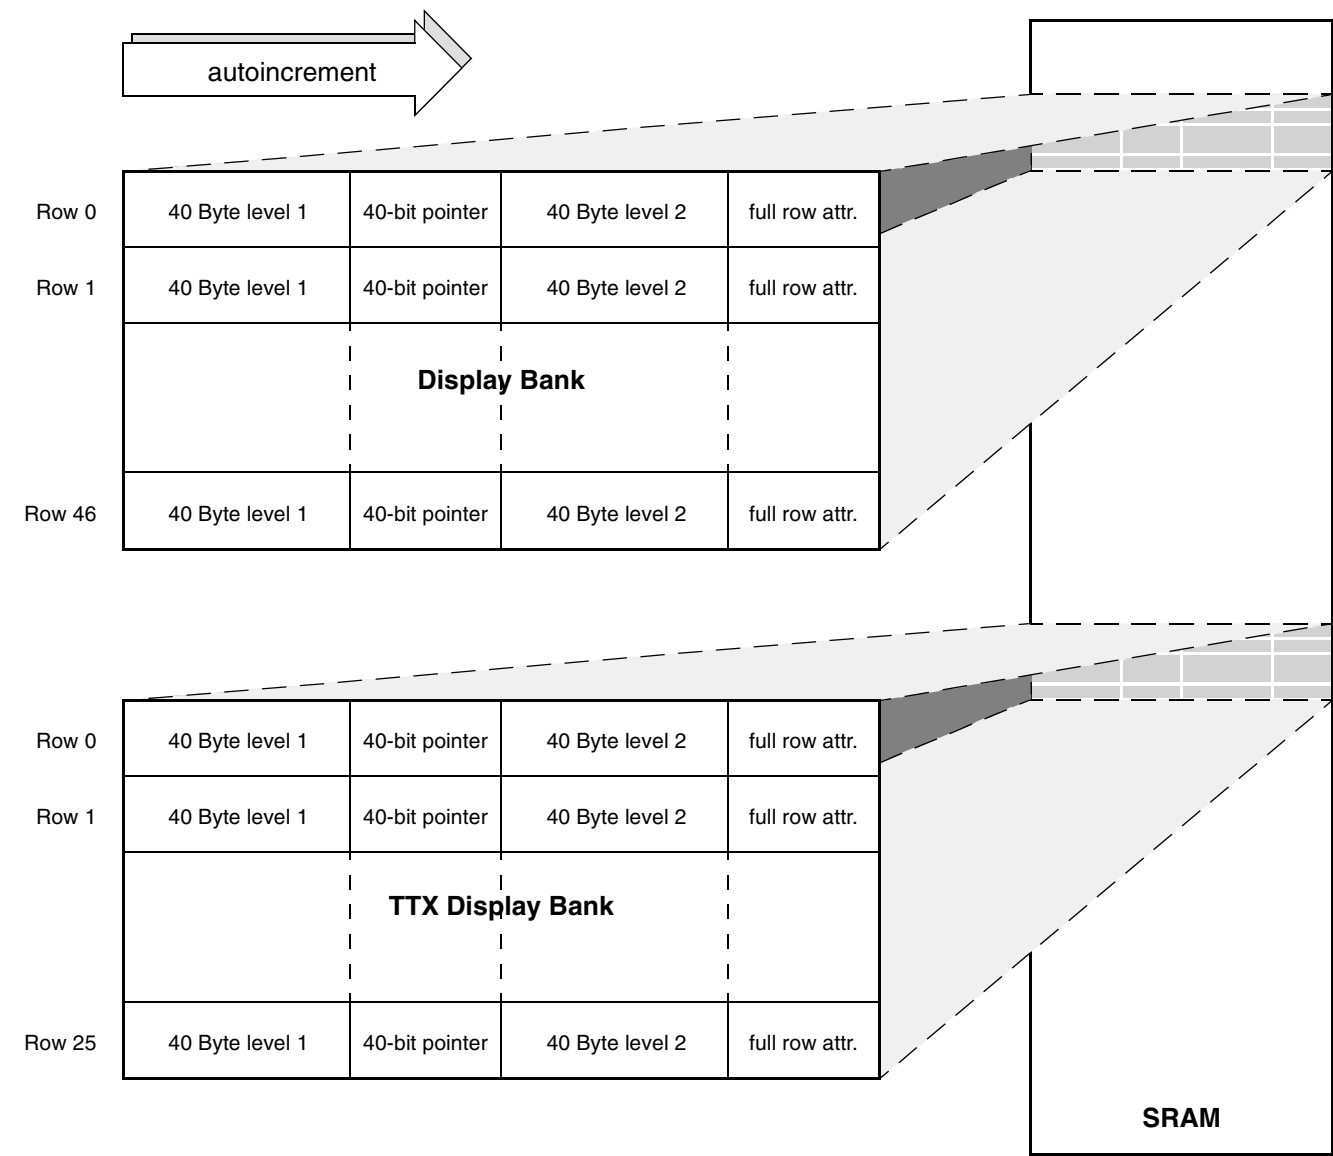 autoincrement
Row 0 40 Byte level 1 40-bit pointer 40 Byte level 2 full row attr.
Row 1 40 Byte level 1 40-bit pointer 40 Byte level 2 full row attr.
Display Bank
Row 46 40 Byte level 1 40-bit pointer 40 Byte level 2 full row attr.
Row 0 40 Byte level 1 40-bit pointer 40 Byte level 2 full row attr.
Row 1 40 Byte level 1 40-bit pointer 40 Byte level 2 full row attr.
TTX Display Bank
Row 25 40 Byte level 1 40-bit pointer 40 Byte level 2 full row attr.
SRAM